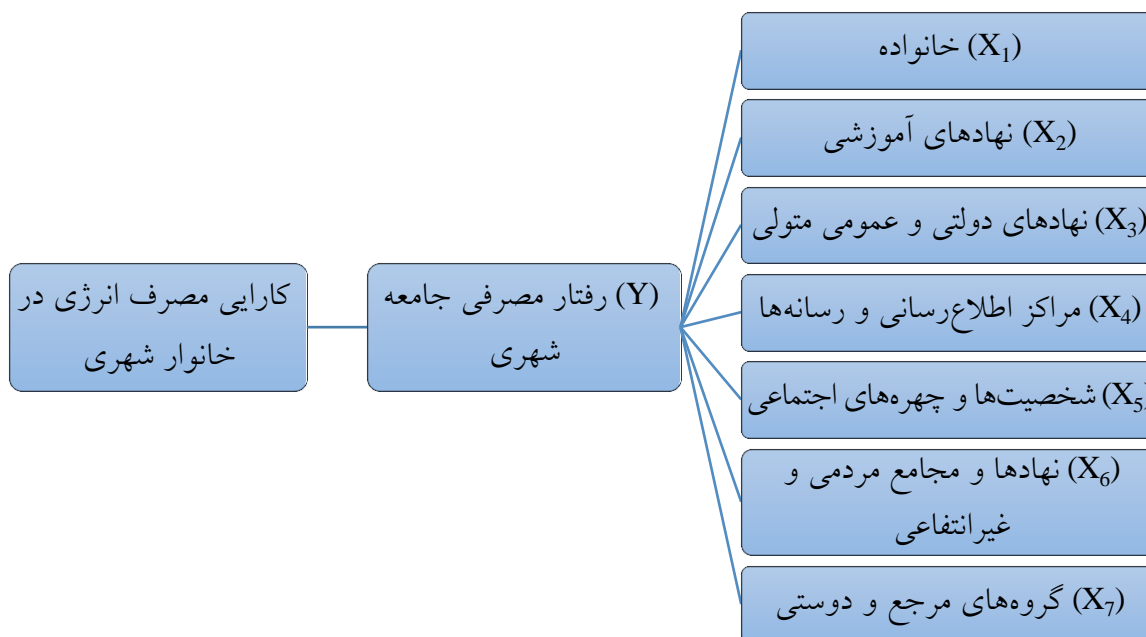 (X₁) خانواده
(X₂) نهادهای آموزشی
(X₃) نهادهای دولتی و عمومی متولی
(X₄) مراکز اطلاع‌رسانی و رسانه‌ها
(X₅) شخصیت‌ها و چهره‌های اجتماعی
(X₆) نهادها و مجامع مردمی و
غیرانتفاعی
(X₇) گروه‌های مرجع و دوستی
(Y) رفتار مصرفی جامعه
شهری
کارایی مصرف انرژی در
خانوار شهری